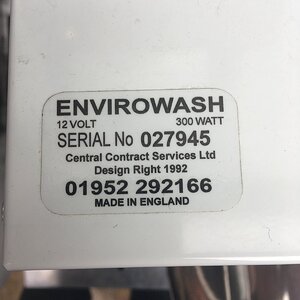 ENVIROWASH
12 VOLT 300 WATT
SERIAL No 027945
Central Contract Services Ltd
Design Right 1992
01952 292166
MADE IN ENGLAND